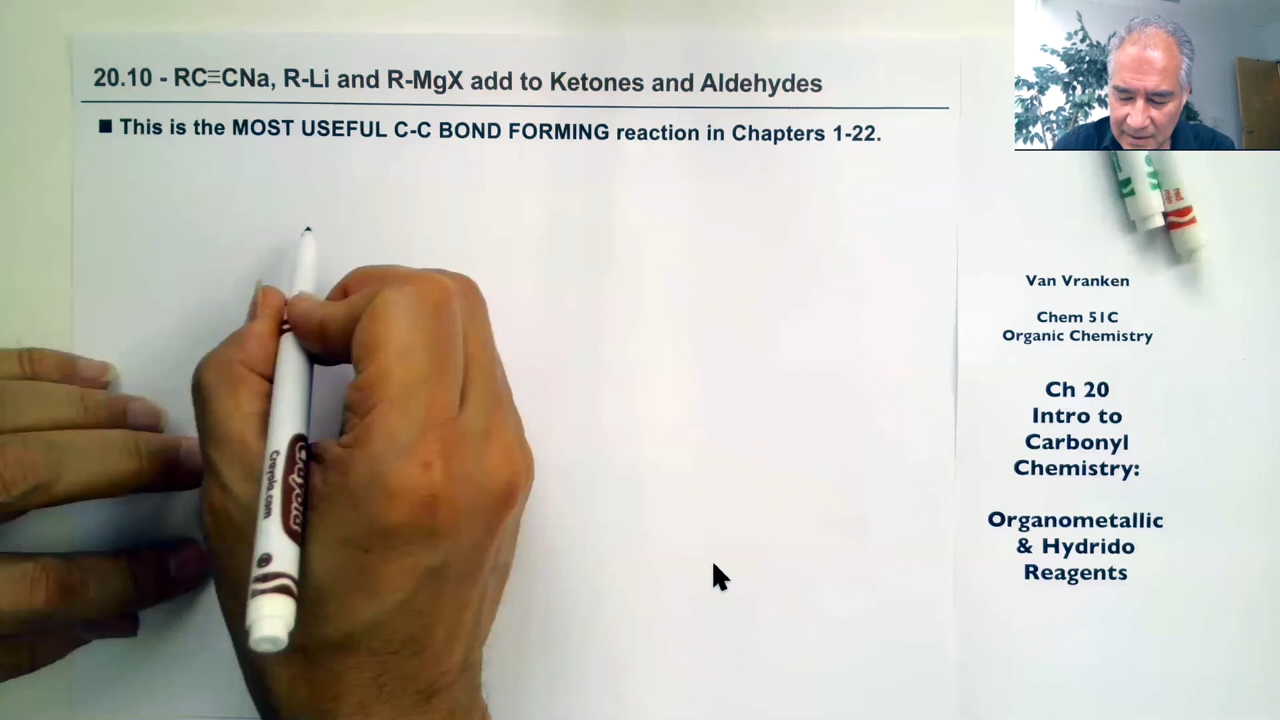 20.10 - RC≡CNa, R-Li and R-MgX add to Ketones and Aldehydes
■ This is the MOST USEFUL C-C BOND FORMING reaction in Chapters 1-22.
Van Vranken
Chem 51C
Organic Chemistry
Ch 20
Intro to
Carbonyl
Chemistry:
Organometallic
& Hydrido
Reagents
Crayola
Crayola.com